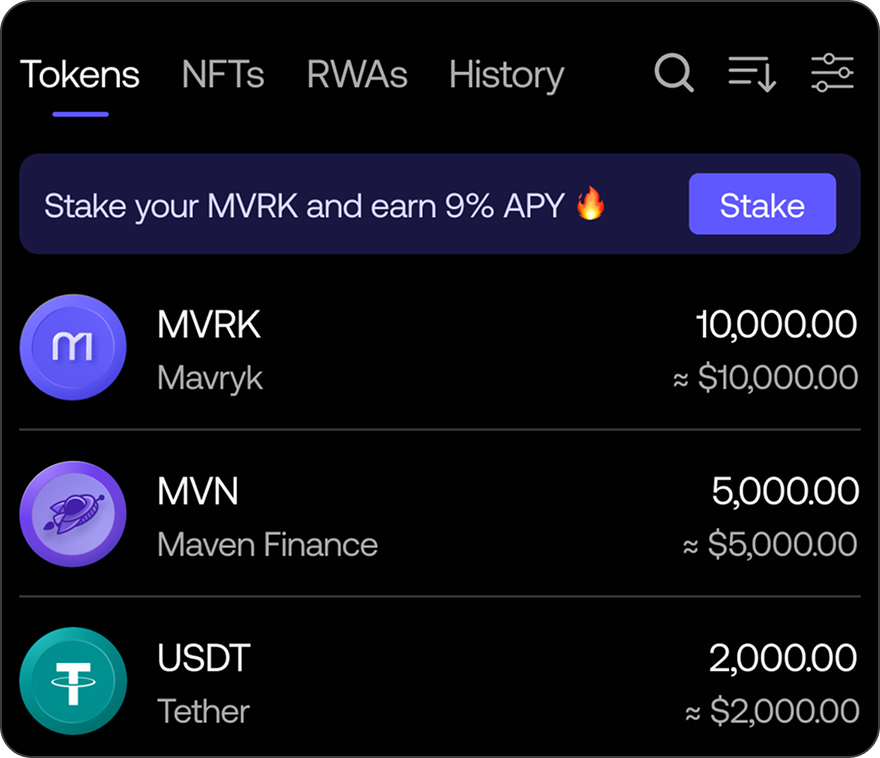 Tokens NFTs RWAs History
Stake your MVRK and earn 9% APY 🔥 Stake
MVRK 10,000.00
Mavryk ≈ $10,000.00
MVN 5,000.00
Maven Finance ≈ $5,000.00
USDT 2,000.00
Tether ≈ $2,000.00